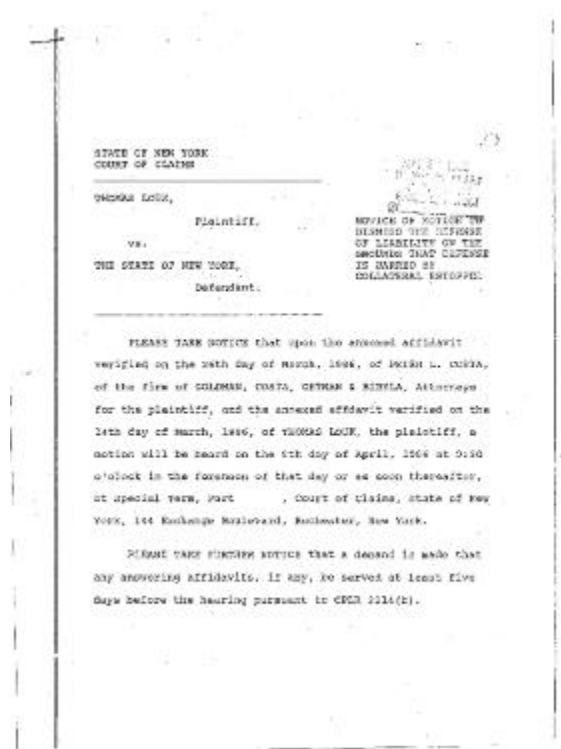 STATE OF NEW YORK
COURT OF CLAIMS
THOMAS LOUK,
Plaintiff,
vs.
THE STATE OF NEW YORK,
Defendant.
NOTICE OF MOTION TO
DISMISS THE DEFENSE
OF LIABILITY ON THE
GROUNDS THAT DEFENSE
IS BARRED BY
COLLATERAL ESTOPPEL
PLEASE TAKE NOTICE that upon the annexed affidavit
verified on the 24th day of March, 1986, of PETER L. COSTA,
of the firm of GOLDMAN, COSTA, GETMAN & Attorneys
for the plaintiff, and the annexed affidavit verified on the
24th day of March, 1986, of THOMAS LOUK, the plaintiff, a
motion will be heard on the day of April, 1986 at 9:30
o'clock in the forenoon of that day or as soon thereafter,
at Special Term, Part , Court of Claims, State of New
York, 144 Exchange Boulevard, Rochester, New York.
PLEASE TAKE FURTHER NOTICE that a demand is made that
any answering affidavits, if any, be served at least five
days before the hearing pursuant to CPLR 2214(b).